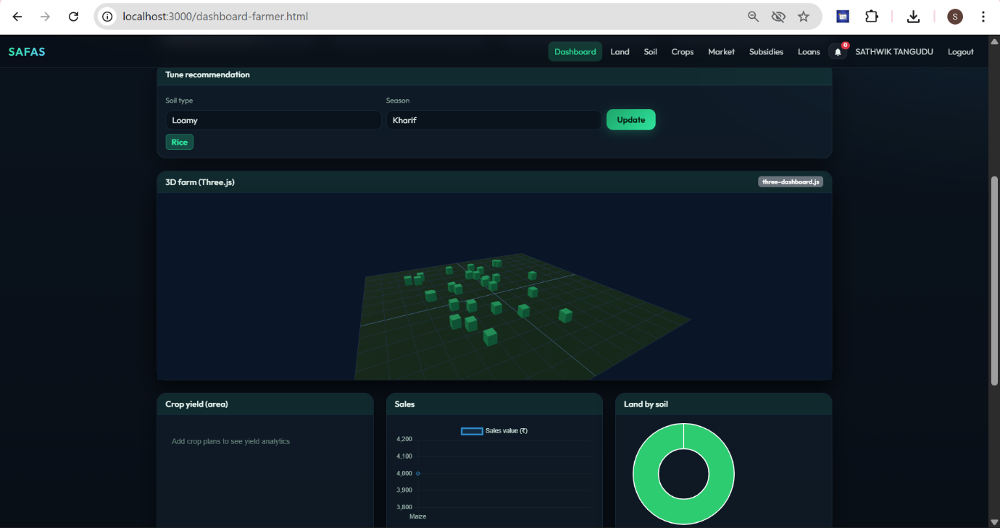 localhost:3000/dashboard-farmer.html
S
SAFAS
Dashboard
Land
Soil
Crops
Market
Subsidies
Loans
0
SATHWIK TANGUDU
Logout
Tune recommendation
Soil type
Season
Loamy
Kharif
Update
Rice
3D farm (Three.js)
three-dashboard.js
Crop yield (area)
Add crop plans to see yield analytics
Sales
Sales value (₹)
4,200
4,100
4,000
3,900
3,800
Maize
Land by soil